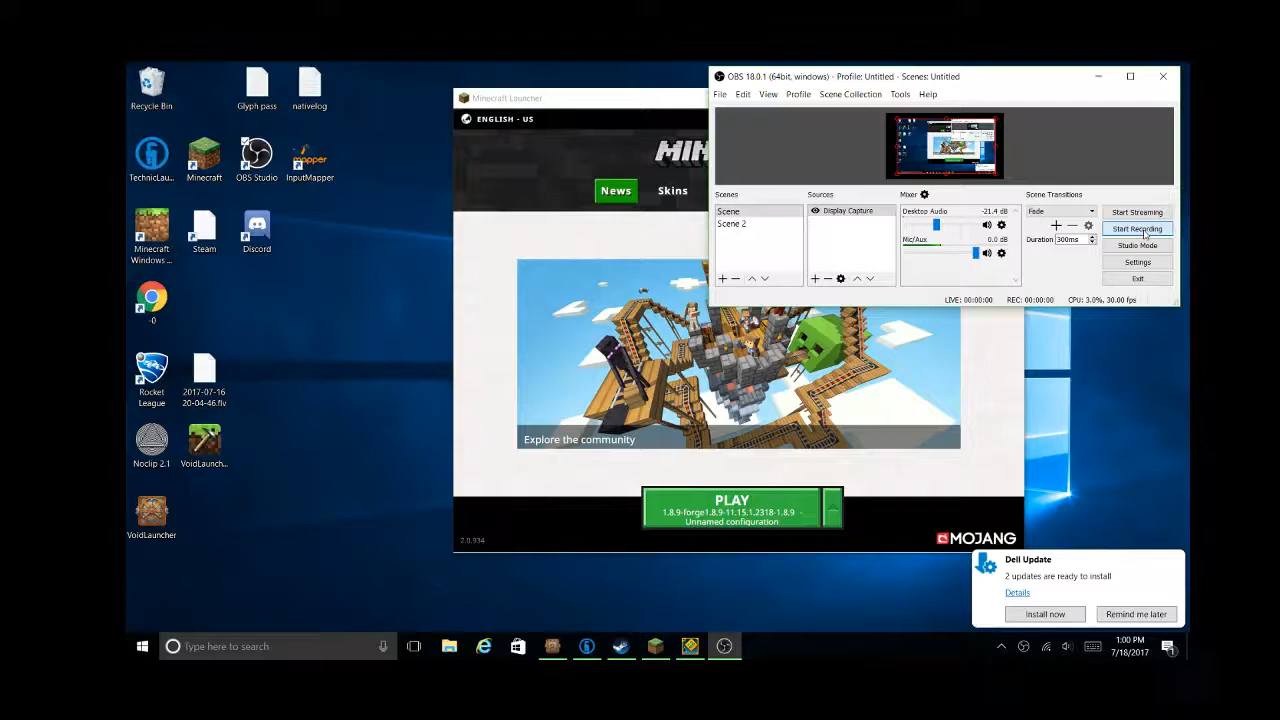 OBS 18.0.1 (64bit, windows) - Profile: Untitled - Scenes: Untitled
File Edit View Profile Scene Collection Tools Help
Scenes
Scene
Scene 2
Sources
Display Capture
Mixer
Desktop Audio -21.4 dB
Mic/Aux 0.0 dB
Scene Transitions
Fade
Duration 300ms
Start Streaming
Start Recording
Studio Mode
Settings
Exit
LIVE: 00:00:00 REC: 00:00:00 CPU: 3.0%, 30.00 fps
Recycle Bin
Glyph pass
nativelog
TechnicLau...
Minecraft
OBS Studio
mapper
InputMapper
Minecraft
Windows ...
Steam
Discord
-0
Rocket
League
2017-07-16
20-04-46.flv
Noclip 2.1
VoidLaunch...
VoidLauncher
Minecraft Launcher
ENGLISH - US
News
Skins
Explore the community
PLAY
1.8.9-forge1.8.9-11.15.1.2318-1.8.9 -
Unnamed configuration
2.0.934
MOJANG
Dell Update
2 updates are ready to install
Details
Install now
Remind me later
Type here to search
1:00 PM
7/18/2017
1